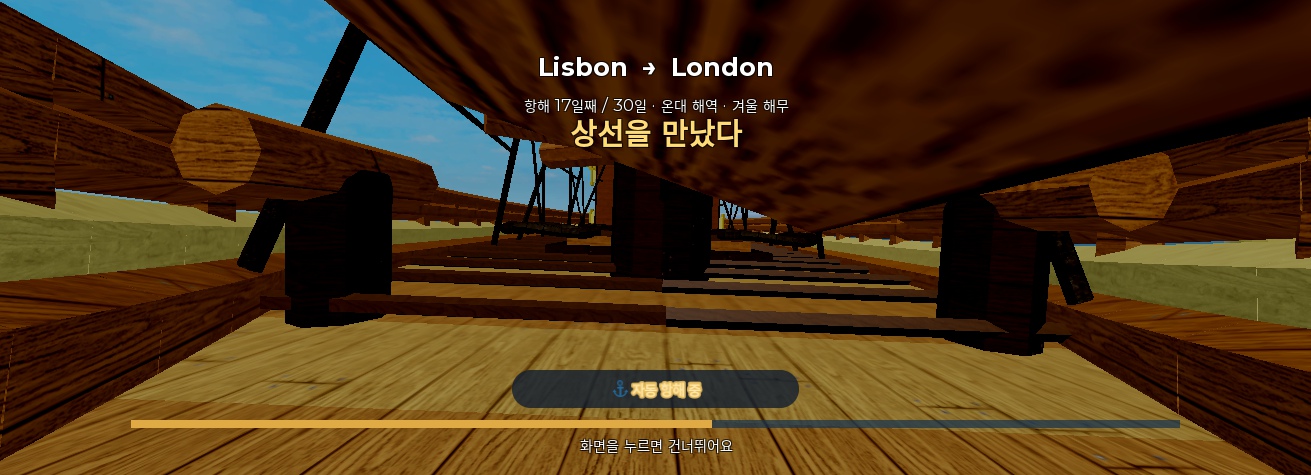 Lisbon → London
항해 17일째 / 30일 · 온대 해역 · 겨울 해무
상선을 만났다
⚓ 자동 항해 중
화면을 누르면 건너뛰어요